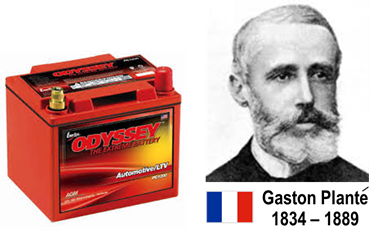 ODYSSEY
ODYSSEY
THE EXTREME BATTERY
Automotive/LTV
AGM
Gaston Planté
1834 – 1889